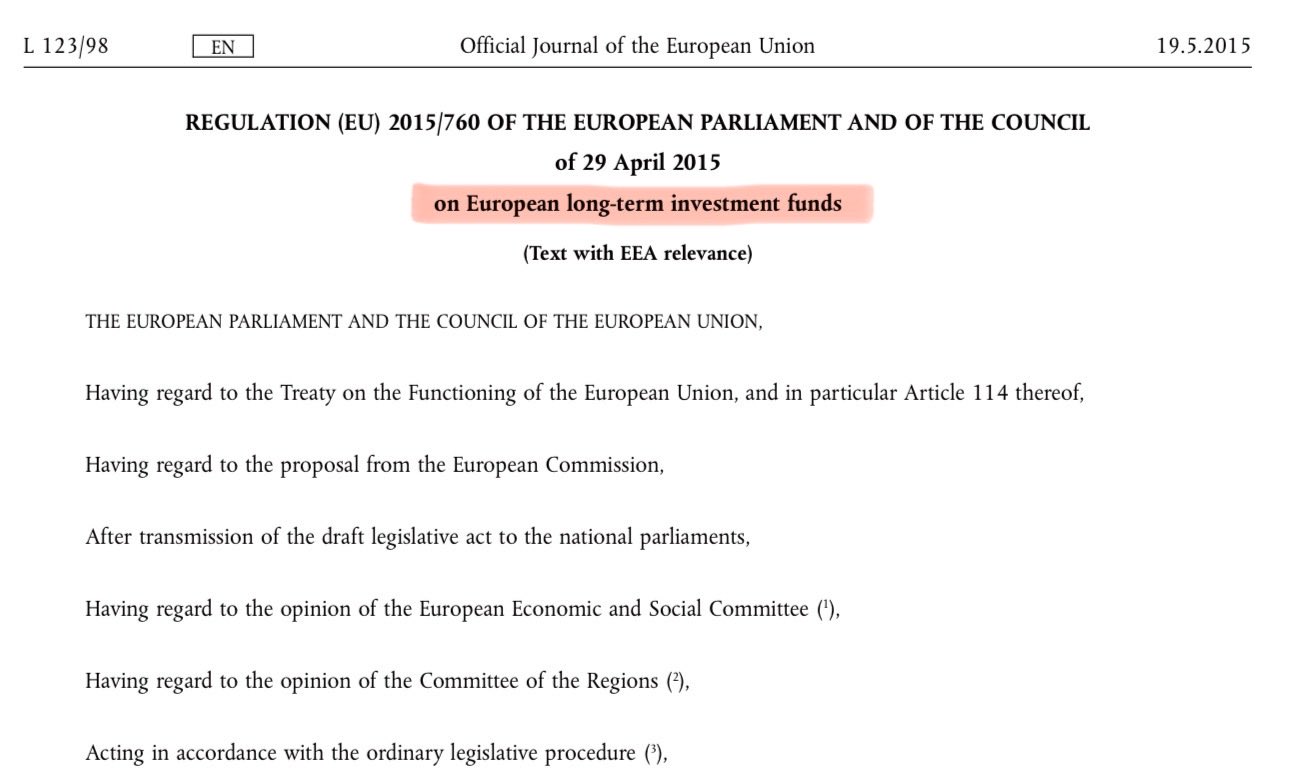 L 123/98 EN Official Journal of the European Union 19.5.2015
REGULATION (EU) 2015/760 OF THE EUROPEAN PARLIAMENT AND OF THE COUNCIL
of 29 April 2015
on European long-term investment funds
(Text with EEA relevance)
THE EUROPEAN PARLIAMENT AND THE COUNCIL OF THE EUROPEAN UNION,
Having regard to the Treaty on the Functioning of the European Union, and in particular Article 114 thereof,
Having regard to the proposal from the European Commission,
After transmission of the draft legislative act to the national parliaments,
Having regard to the opinion of the European Economic and Social Committee (¹),
Having regard to the opinion of the Committee of the Regions (²),
Acting in accordance with the ordinary legislative procedure (³),